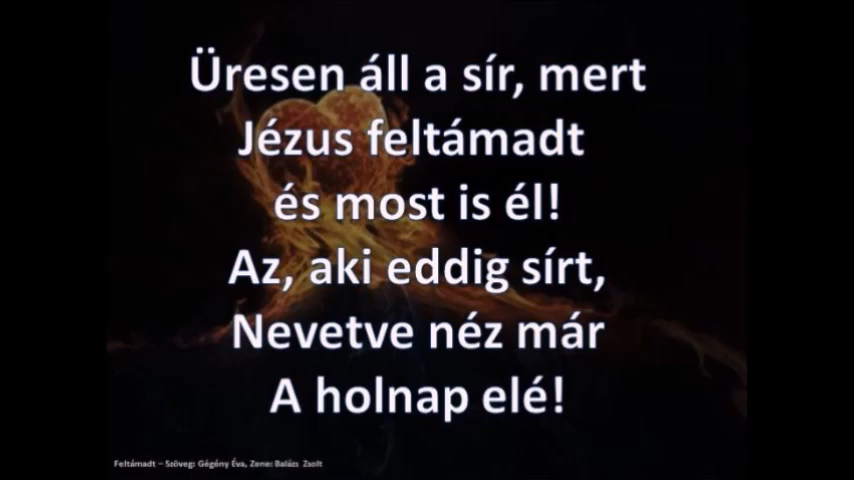 Üresen áll a sír, mert
Jézus feltámadt
és most is él!
Az, aki eddig sírt,
Nevetve néz már
A holnap elé!
Feltámadt – Szöveg: Gégény Éva, Zene: Balázs Zsolt